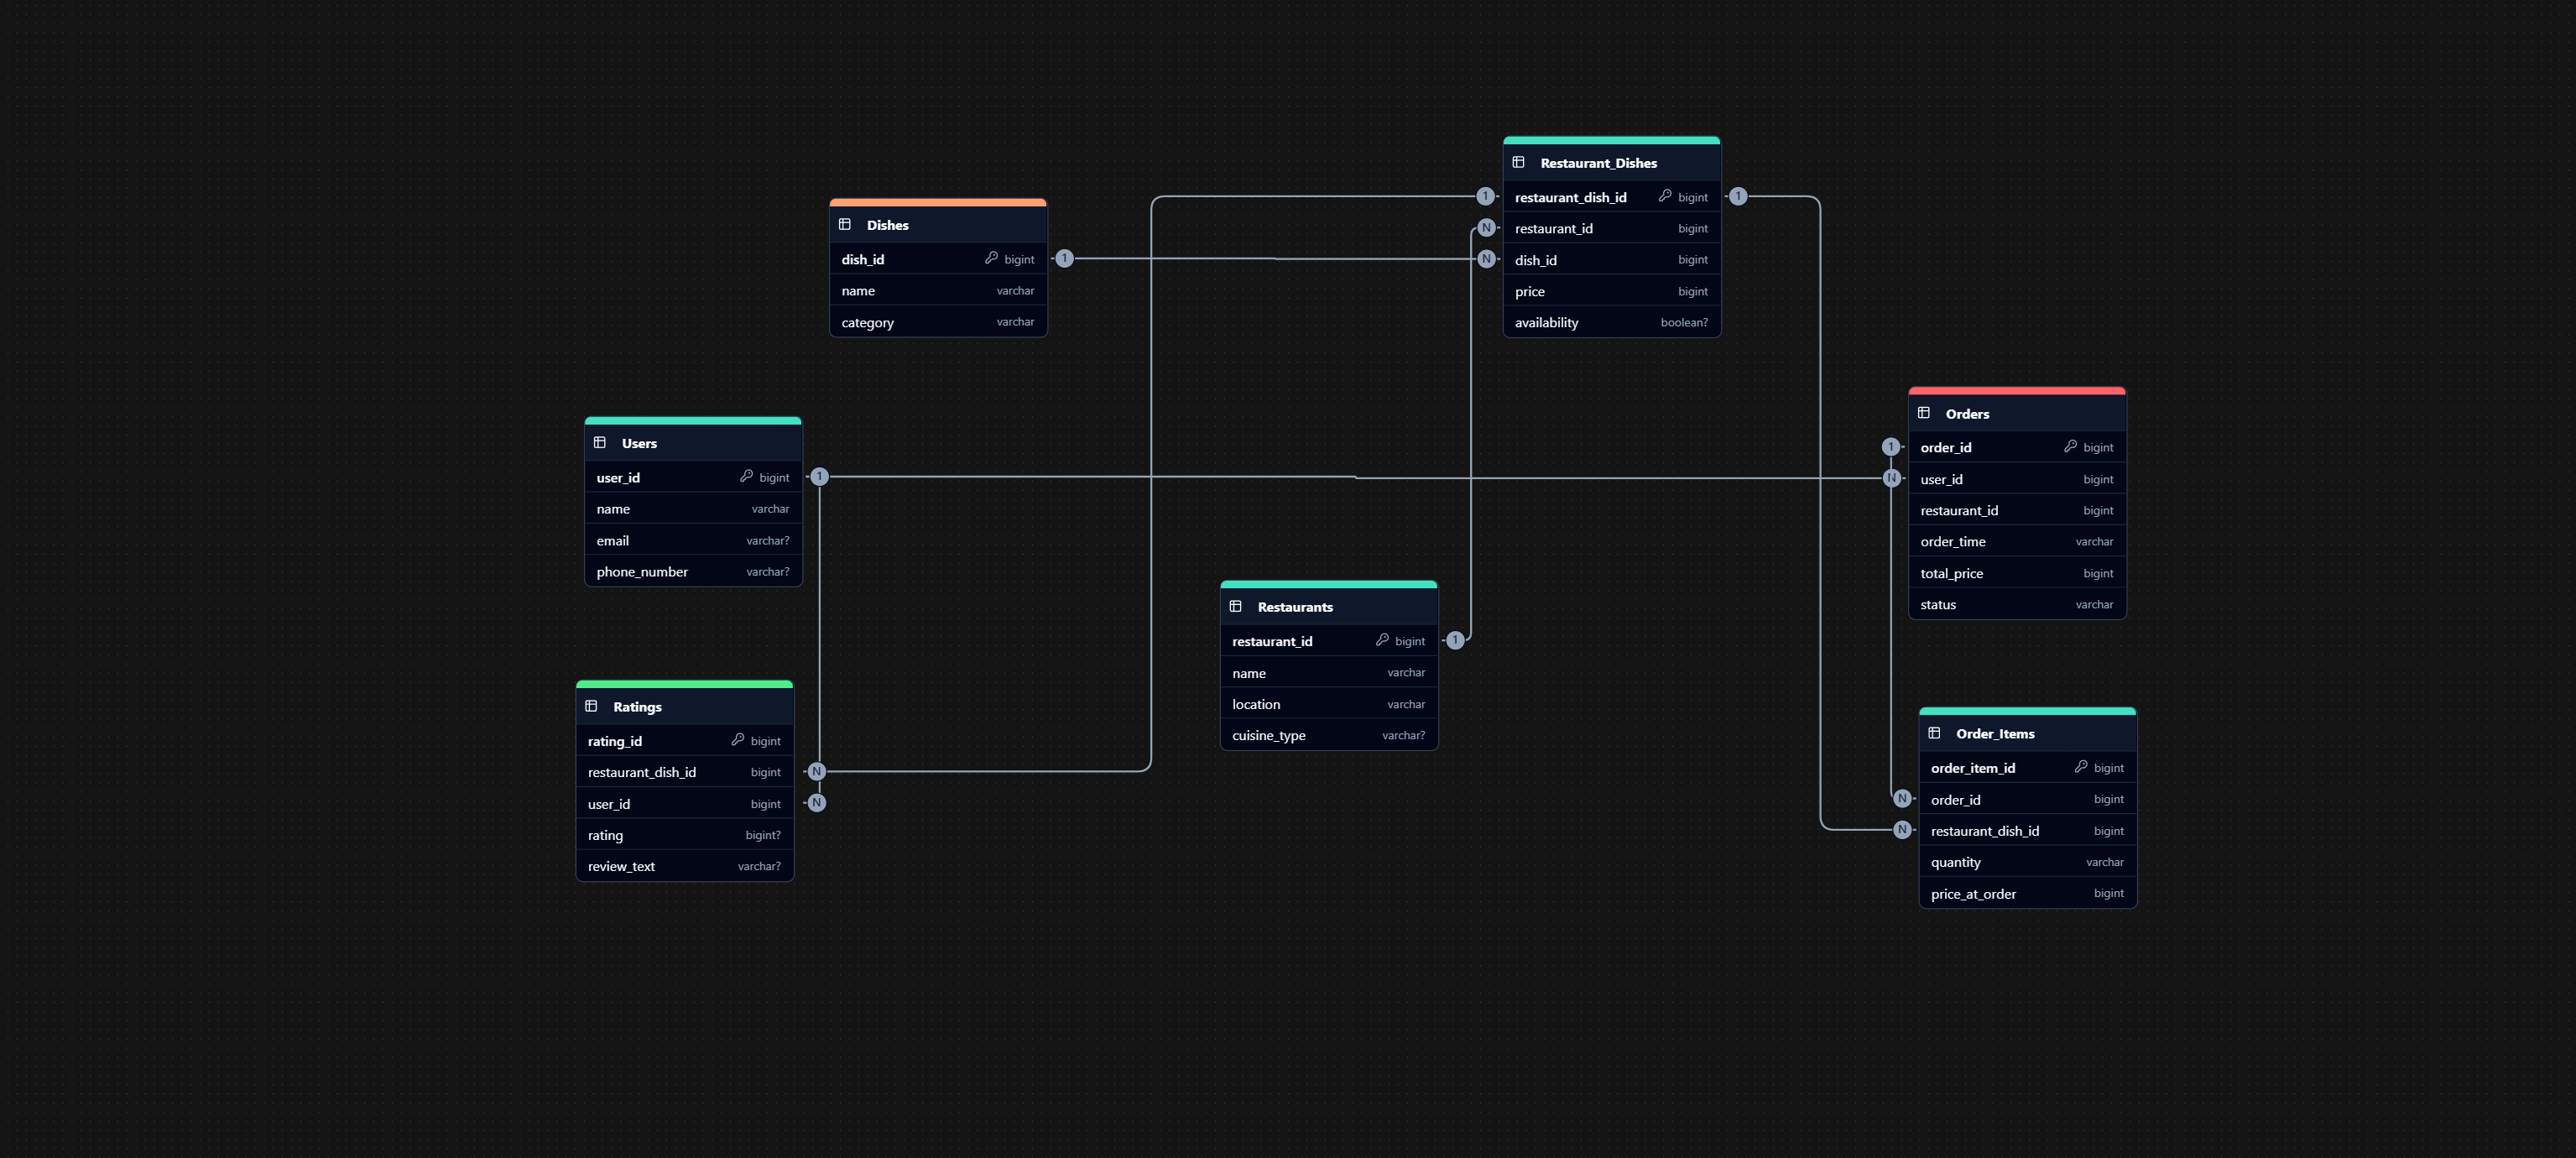 Restaurant_Dishes
restaurant_dish_id bigint
restaurant_id bigint
dish_id bigint
price bigint
availability boolean?
1
N
N
1
Dishes
dish_id bigint
name varchar
category varchar
1
Orders
order_id bigint
user_id bigint
restaurant_id bigint
order_time varchar
total_price bigint
status varchar
1
N
Users
user_id bigint
name varchar
email varchar?
phone_number varchar?
1
Restaurants
restaurant_id bigint
name varchar
location varchar
cuisine_type varchar?
1
Ratings
rating_id bigint
restaurant_dish_id bigint
user_id bigint
rating bigint?
review_text varchar?
N
N
Order_Items
order_item_id bigint
order_id bigint
restaurant_dish_id bigint
quantity varchar
price_at_order bigint
N
N